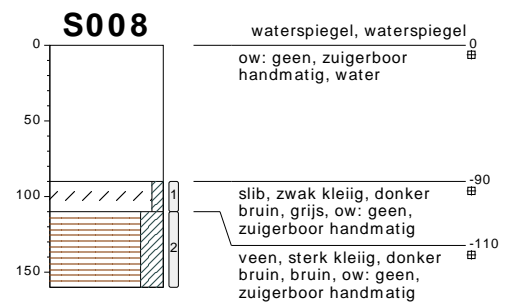 S008
waterspiegel, waterspiegel
0
0
ow: geen, zuigerboor
handmatig, water
50
-90
100
1
slib, zwak kleiig, donker
bruin, grijs, ow: geen,
zuigerboor handmatig
-110
2
veen, sterk kleiig, donker
bruin, bruin, ow: geen,
zuigerboor handmatig
150